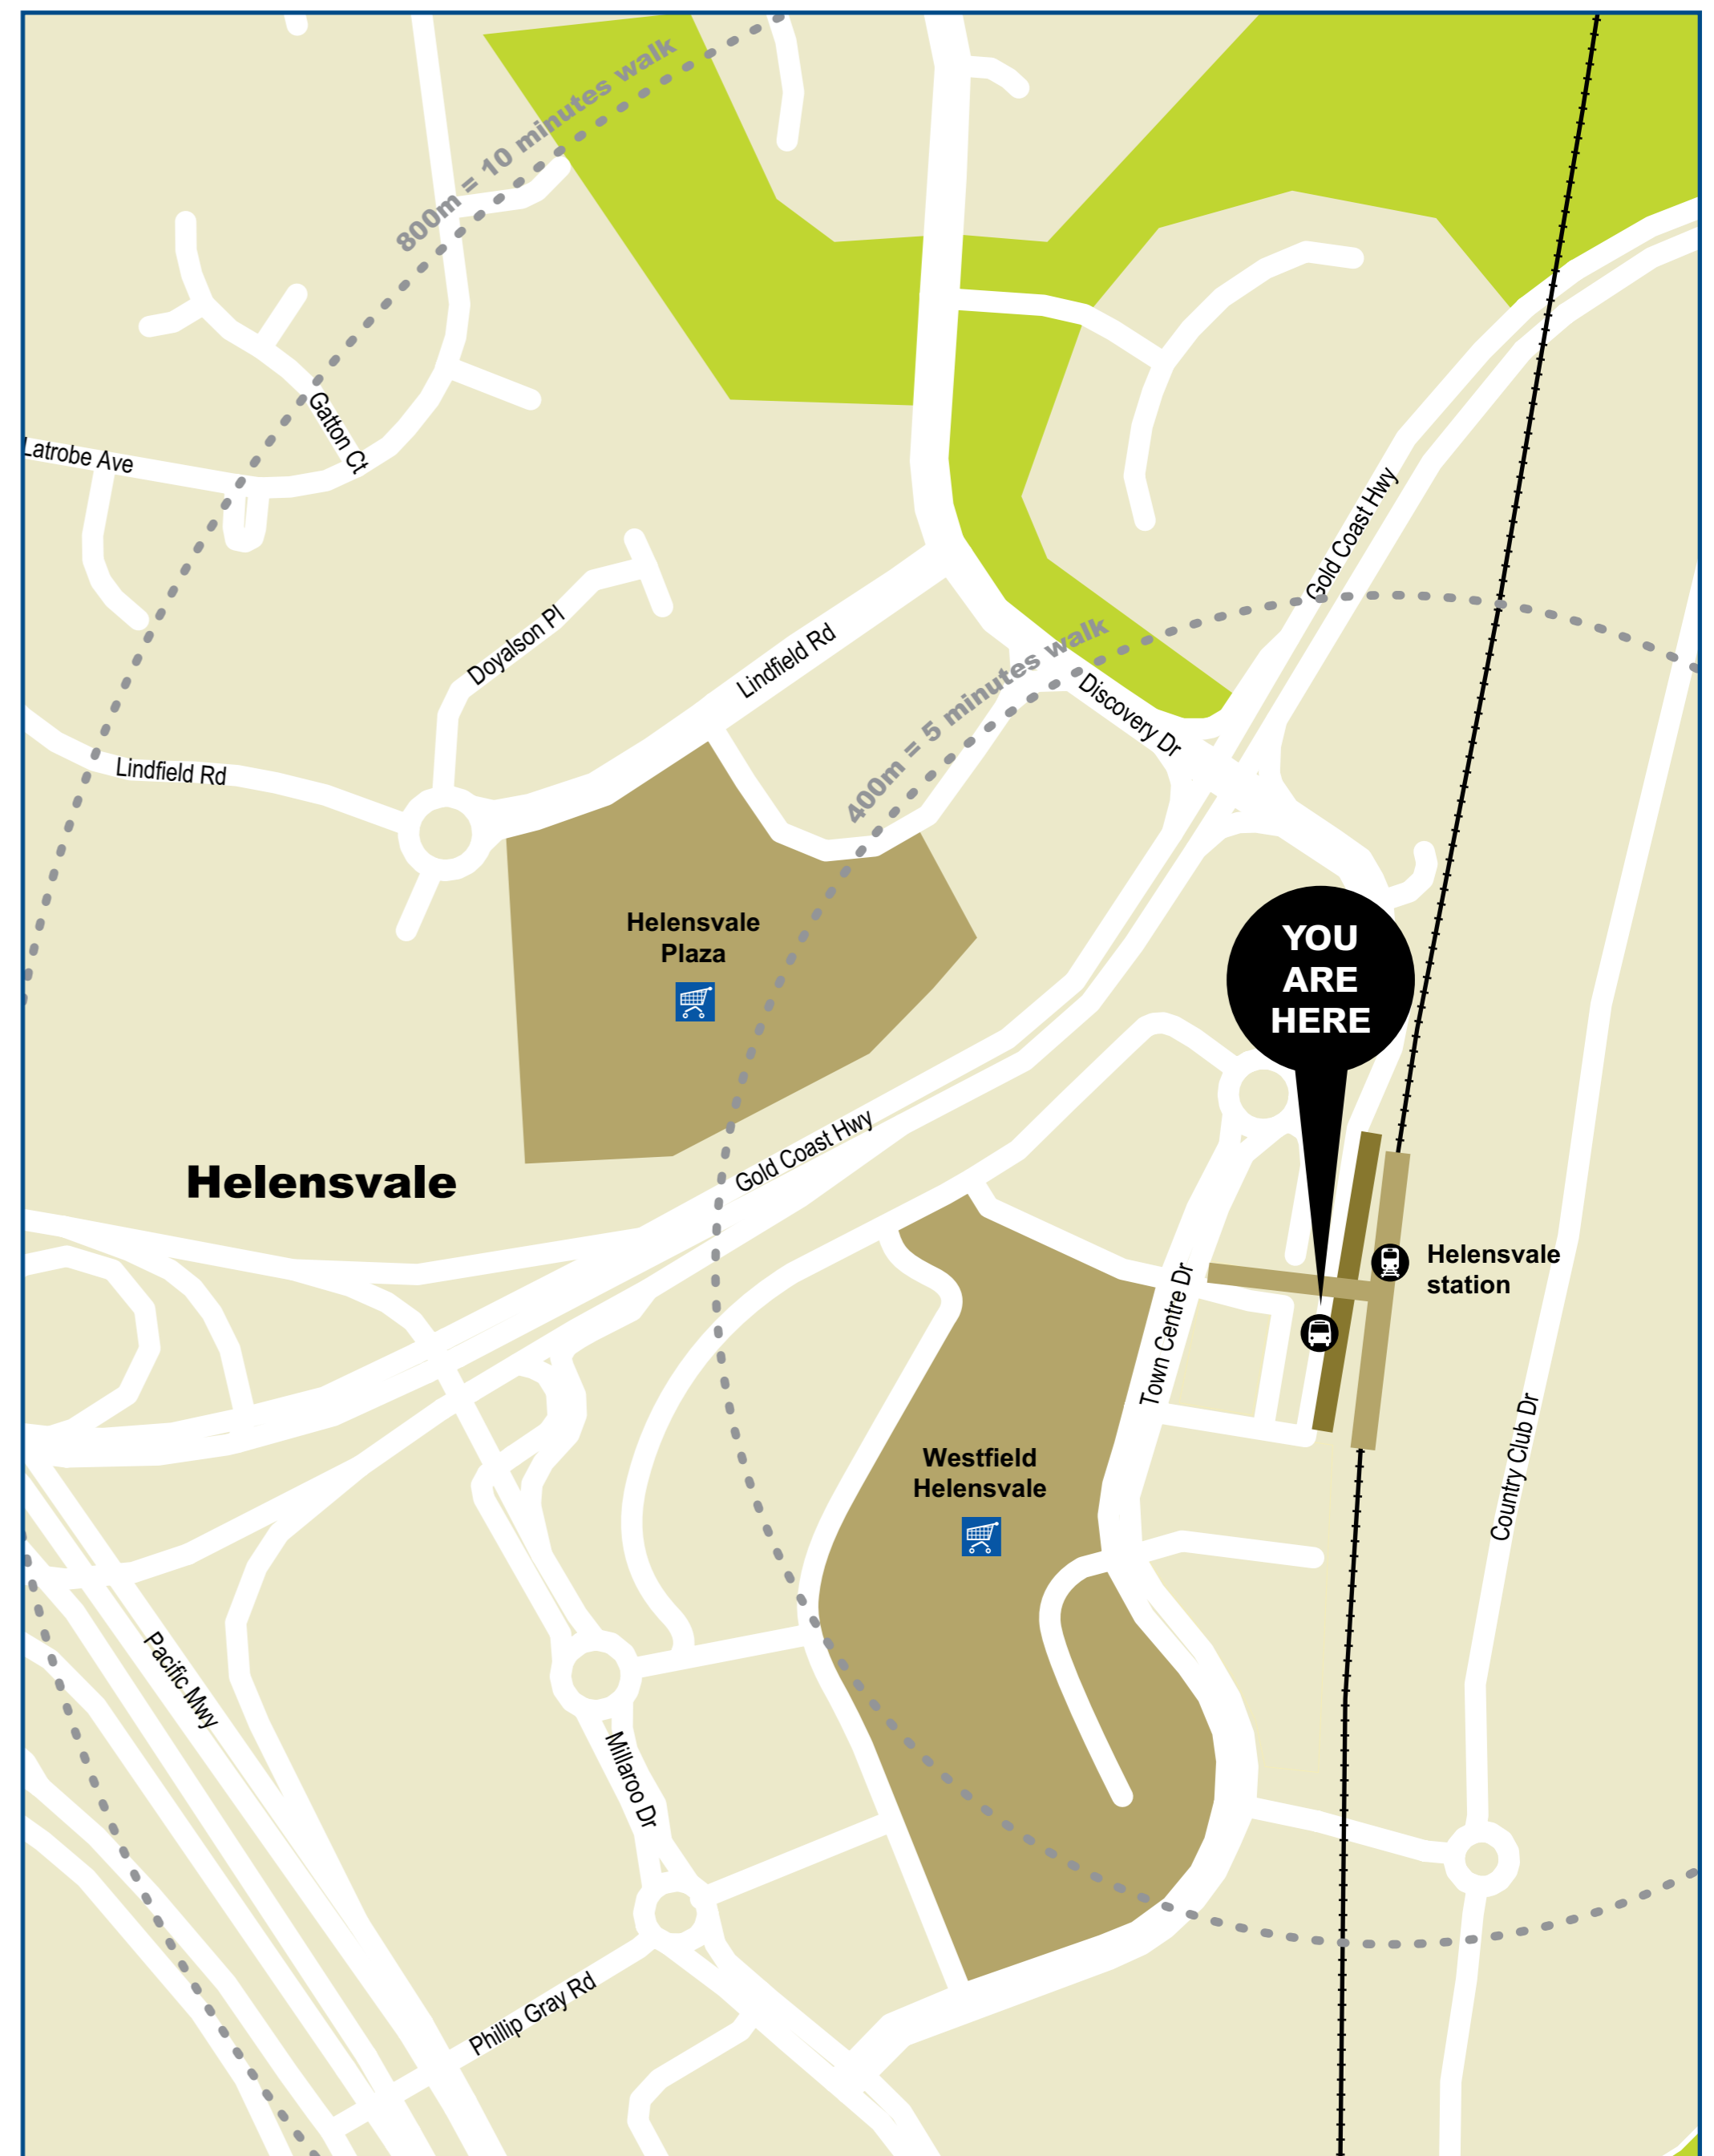 800m = 10 minutes walk
Gatton Ct
Latrobe Ave
Gold Coast Hwy
Doyalson Pl
Lindfield Rd
400m = 5 minutes walk
Discovery Dr
Lindfield Rd
Helensvale
Plaza
YOU
ARE
HERE
Gold Coast Hwy
Helensvale
Helensvale
station
Town Centre Dr
Westfield
Helensvale
Country Club Dr
Pacific Mwy
Millaroo Dr
Phillip Gray Rd